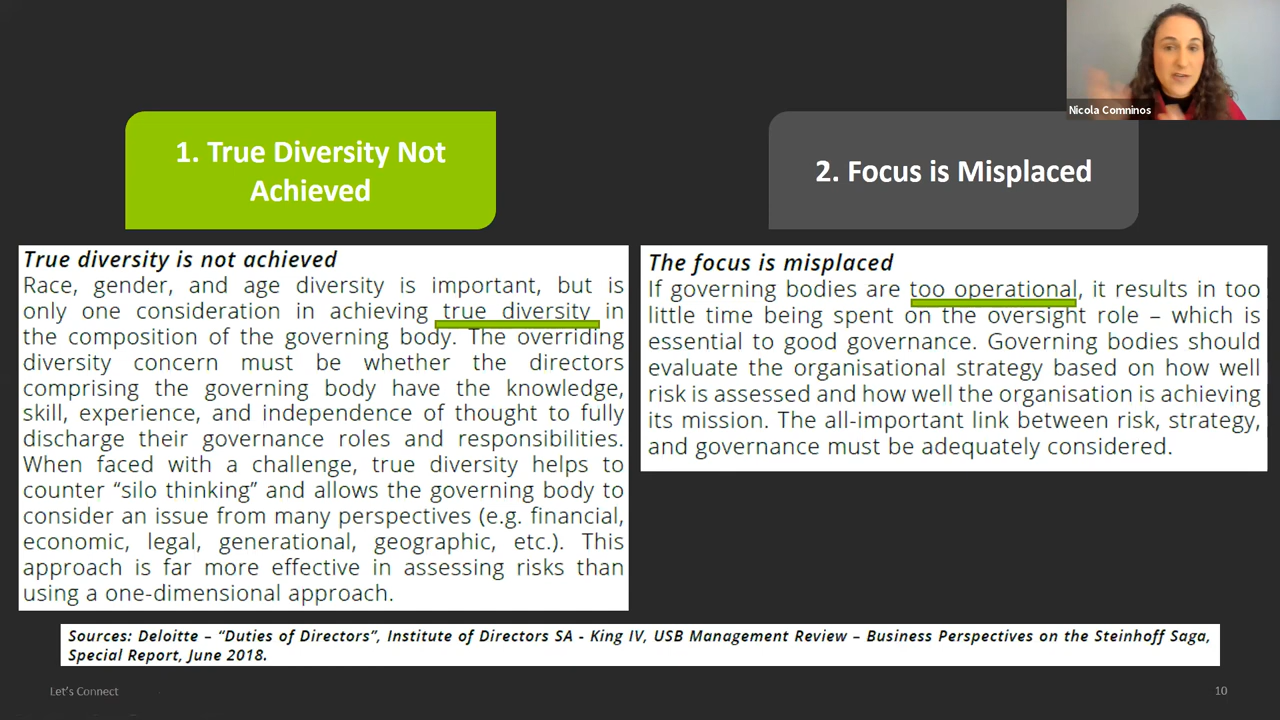 Nicola Comninos
1. True Diversity Not
Achieved
2. Focus is Misplaced
True diversity is not achieved
Race, gender, and age diversity is important, but is
only one consideration in achieving true diversity in
the composition of the governing body. The overriding
diversity concern must be whether the directors
comprising the governing body have the knowledge,
skill, experience, and independence of thought to fully
discharge their governance roles and responsibilities.
When faced with a challenge, true diversity helps to
counter “silo thinking” and allows the governing body to
consider an issue from many perspectives (e.g. financial,
economic, legal, generational, geographic, etc.). This
approach is far more effective in assessing risks than
using a one-dimensional approach.
The focus is misplaced
If governing bodies are too operational, it results in too
little time being spent on the oversight role – which is
essential to good governance. Governing bodies should
evaluate the organisational strategy based on how well
risk is assessed and how well the organisation is achieving
its mission. The all-important link between risk, strategy,
and governance must be adequately considered.
Sources: Deloitte – “Duties of Directors”, Institute of Directors SA - King IV, USB Management Review – Business Perspectives on the Steinhoff Saga,
Special Report, June 2018.
Let's Connect
10